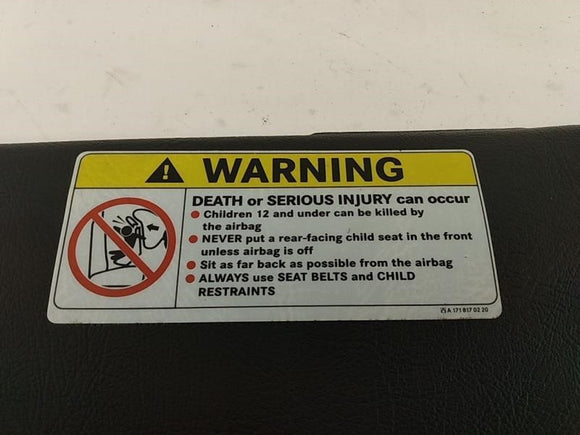 WARNING
DEATH or SERIOUS INJURY can occur
● Children 12 and under can be killed by
the airbag
● NEVER put a rear-facing child seat in the front
unless airbag is off
● Sit as far back as possible from the airbag
● ALWAYS use SEAT BELTS and CHILD
RESTRAINTS
A 171 817 02 20